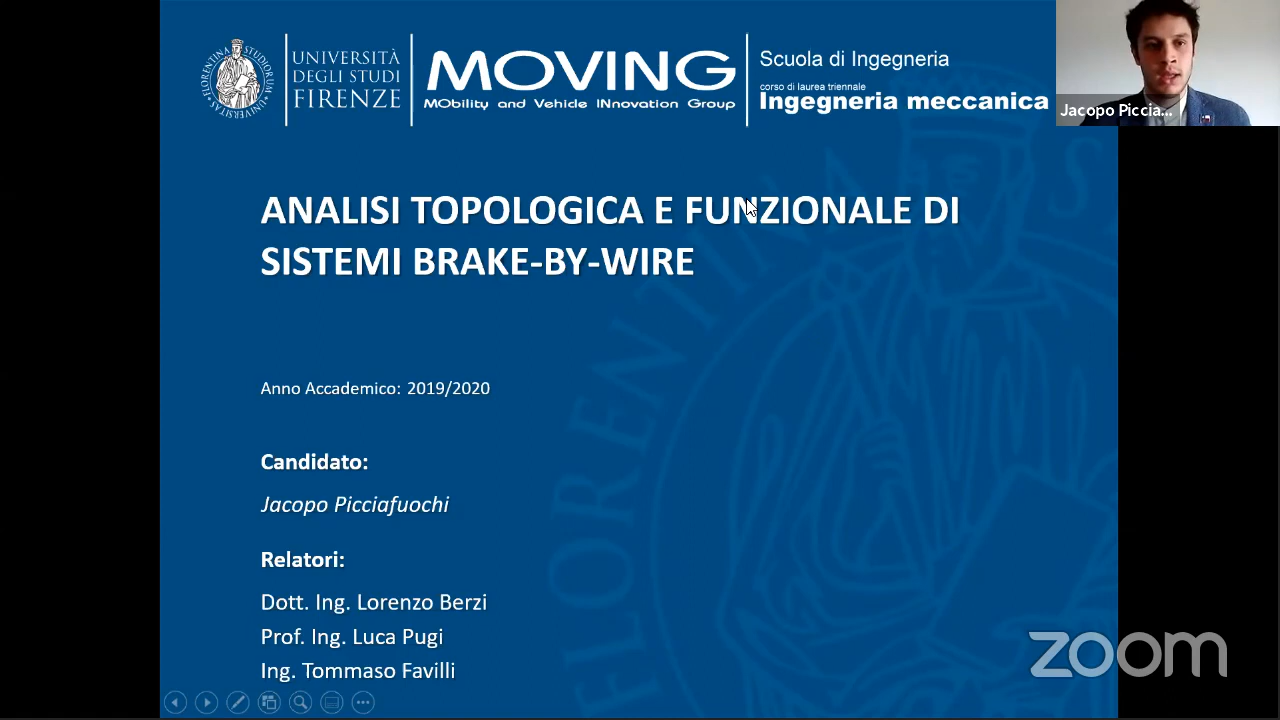 UNIVERSITÀ
DEGLI STUDI
FIRENZE
MOVING
MObility and Vehicle INnovation Group
Scuola di Ingegneria
corso di laurea triennale
Ingegneria meccanica
Jacopo Piccia...
ANALISI TOPOLOGICA E FUNZIONALE DI
SISTEMI BRAKE-BY-WIRE
Anno Accademico: 2019/2020
Candidato:
Jacopo Picciafuochi
Relatori:
Dott. Ing. Lorenzo Berzi
Prof. Ing. Luca Pugi
Ing. Tommaso Favilli
zoom